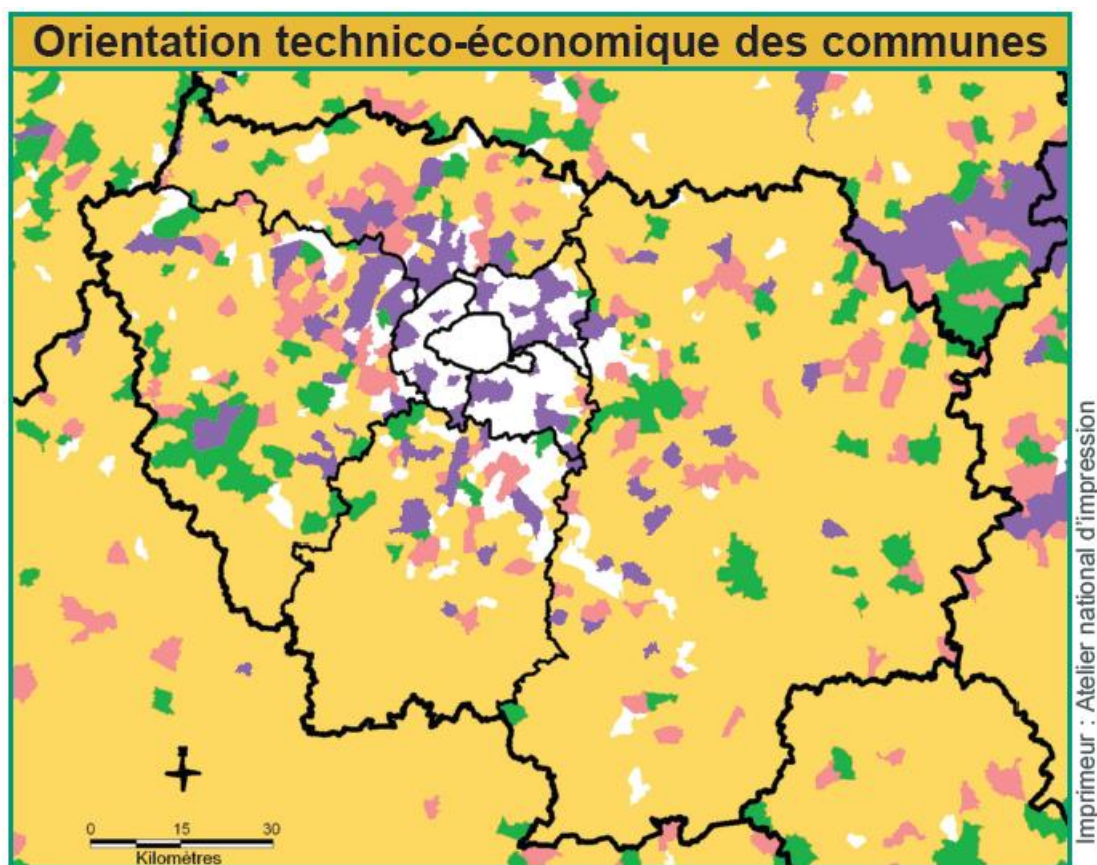 Orientation technico-économique des communes
Imprimeur : Atelier national d'impression
0 15 30
Kilomètres